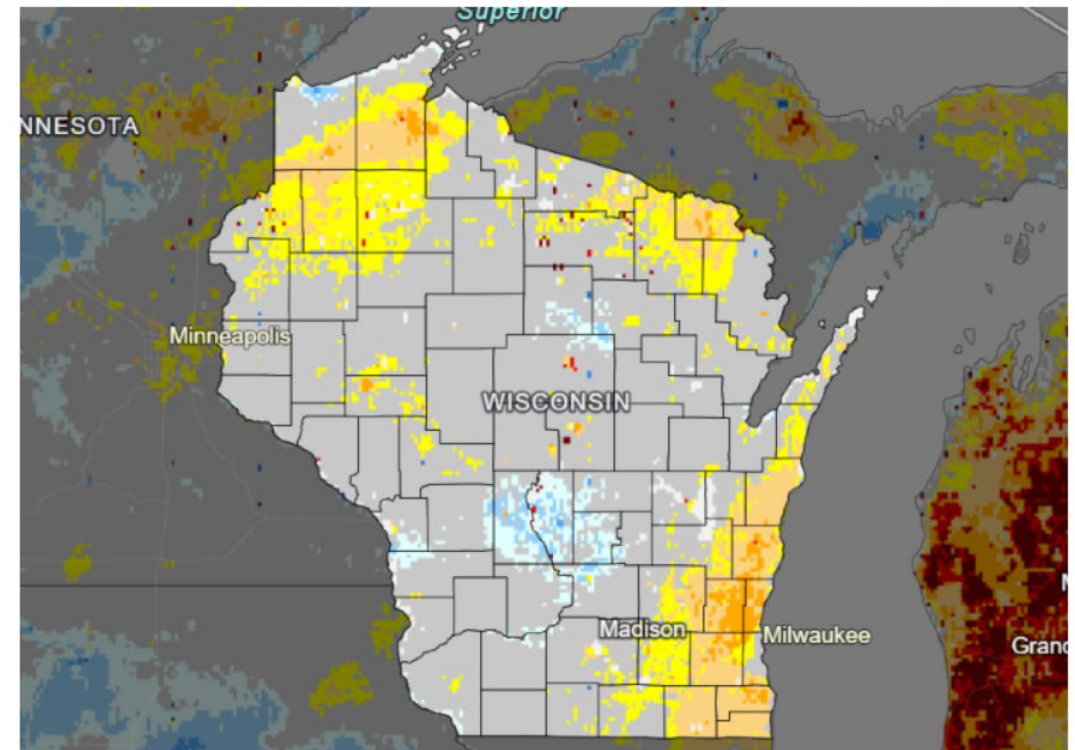 Superior
NNESOTA
Minneapolis
WISCONSIN
Madison
Milwaukee
Grand